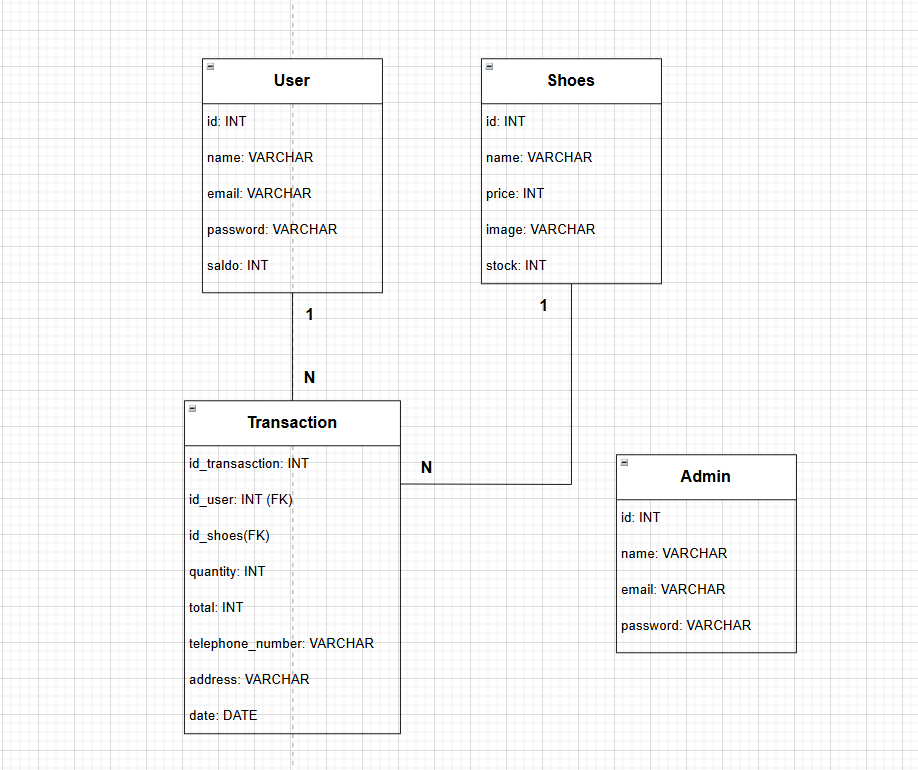 User
id: INT
name: VARCHAR
email: VARCHAR
password: VARCHAR
saldo: INT
Shoes
id: INT
name: VARCHAR
price: INT
image: VARCHAR
stock: INT
1
N
1
N
Transaction
id_transasction: INT
id_user: INT (FK)
id_shoes(FK)
quantity: INT
total: INT
telephone_number: VARCHAR
address: VARCHAR
date: DATE
Admin
id: INT
name: VARCHAR
email: VARCHAR
password: VARCHAR